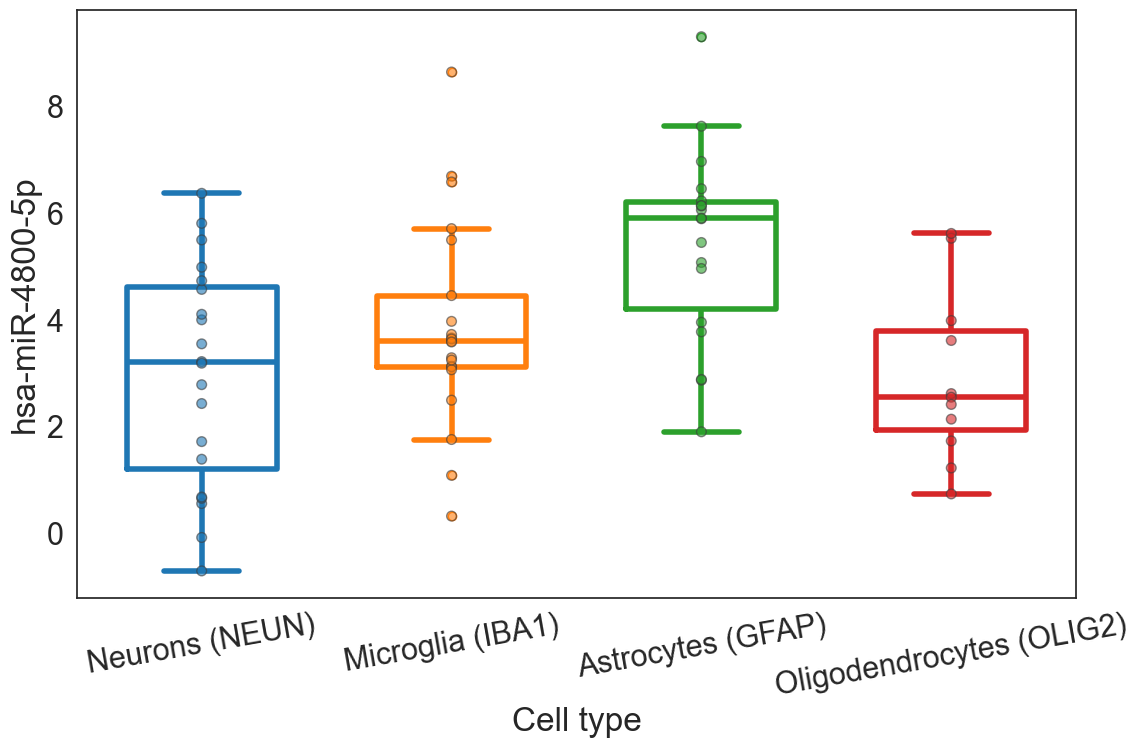 hsa-miR-4800-5p
8
6
4
2
0
Neurons (NEUN)
Microglia (IBA1)
Astrocytes (GFAP)
Oligodendrocytes (OLIG2)
Cell type